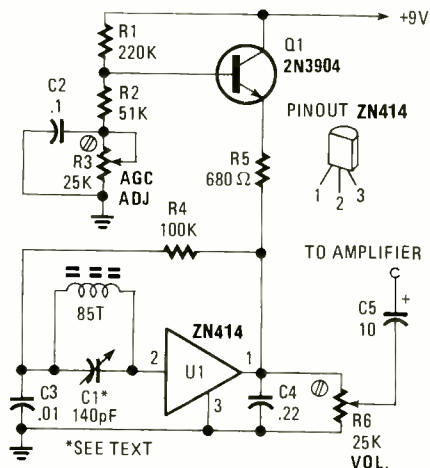 +9V
R1
220K
Q1
2N3904
C2
.1
R2
51K
PINOUT ZN414
R3
25K
AGC
ADJ
R5
680 Ω
1
2
3
R4
100K
TO AMPLIFIER
85T
ZN414
C5
10
+
2
U1
1
3
C3
.01
C1*
140pF
C4
.22
R6
25K
VOL.
*SEE TEXT